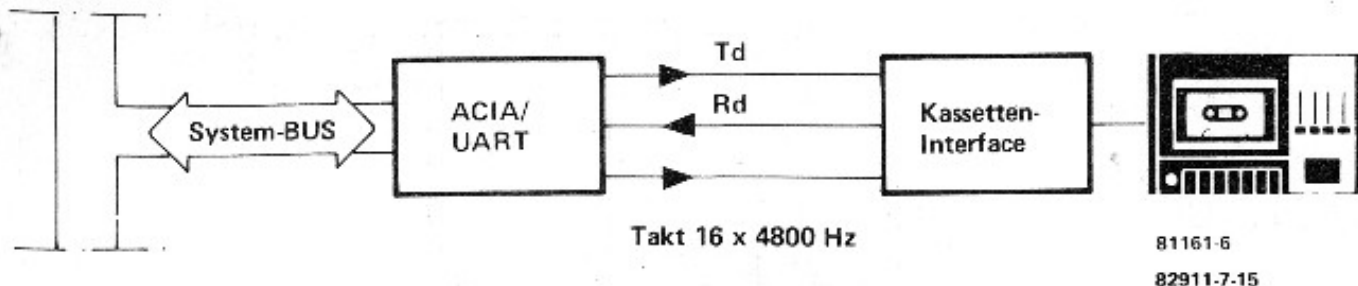 System-BUS
ACIA/
UART
Td
Rd
Takt 16 x 4800 Hz
Kassetten-
Interface
81161-6
82911-7-15